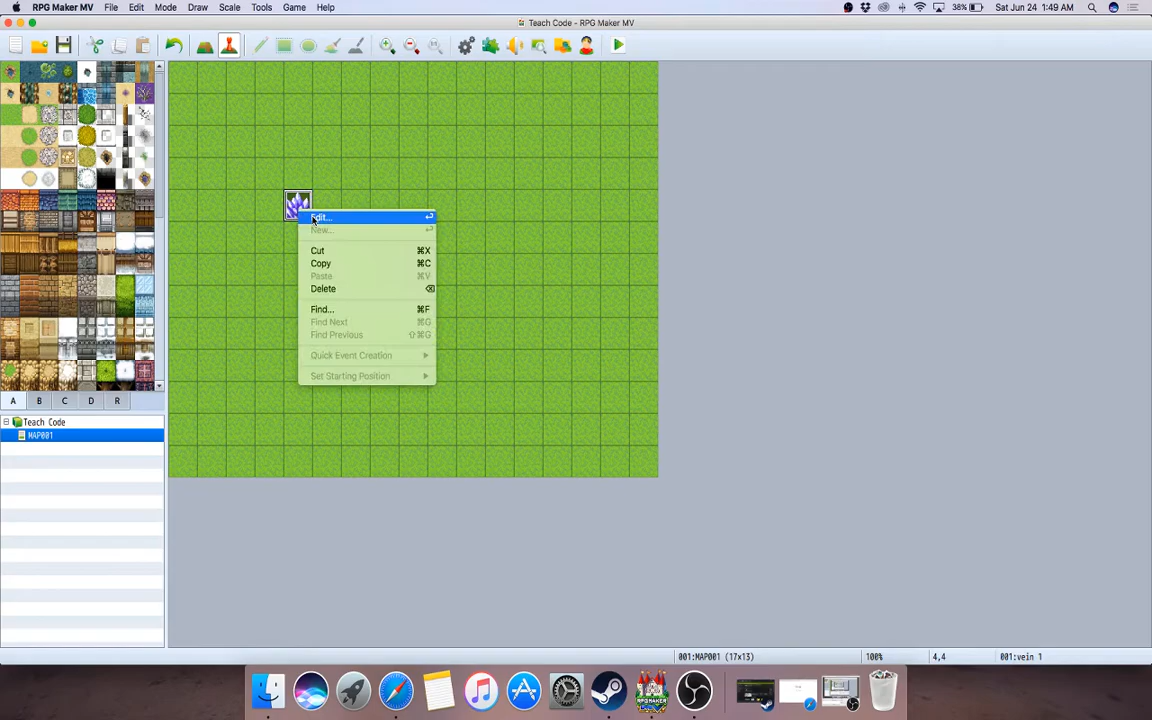 RPG Maker MV File Edit Mode Draw Scale Tools Game Help 38% Sat Jun 24 1:49 AM
Teach Code - RPG Maker MV
Edit...
New...
Cut ⌘X
Copy ⌘C
Paste ⌘V
Delete
Find... ⌘F
Find Next ⌘G
Find Previous ⇧⌘G
Quick Event Creation
Set Starting Position
A B C D R
Teach Code
MAP001
001:MAP001 (17x13) 100% 4,4 001:vein 1
RPG MAKER